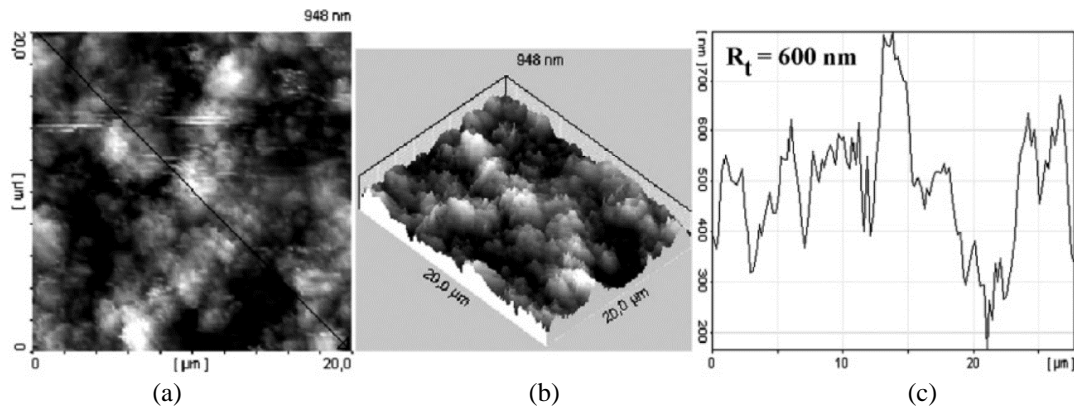 948 nm
20,0
[ µm ]
0
0
[ µm ]
20,0
(a)
948 nm
20,0 µm
20,0 µm
(b)
[nm ]
R_t = 600 nm
700
600
500
400
300
200
0
10
20
[µm]
(c)